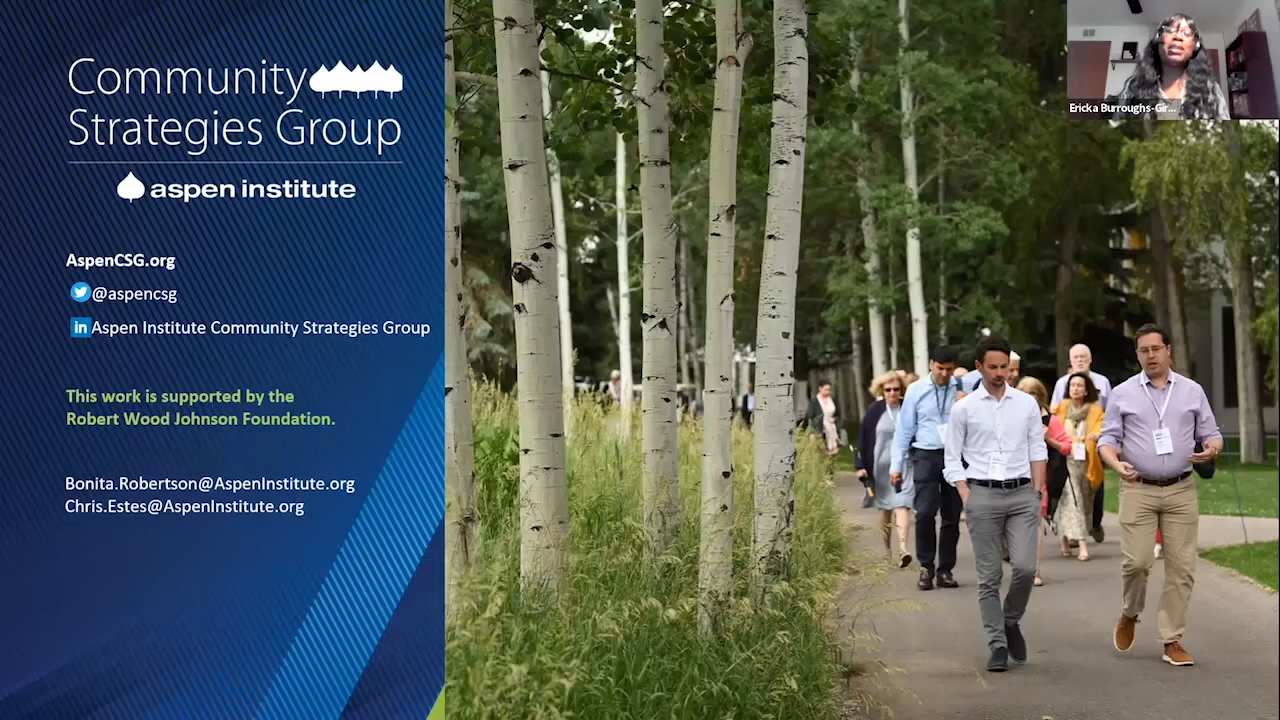 Community
Strategies Group
aspen institute
AspenCSG.org
@aspencsg
in Aspen Institute Community Strategies Group
This work is supported by the
Robert Wood Johnson Foundation.
Bonita.Robertson@AspenInstitute.org
Chris.Estes@AspenInstitute.org
Ericka Burroughs-Gir...